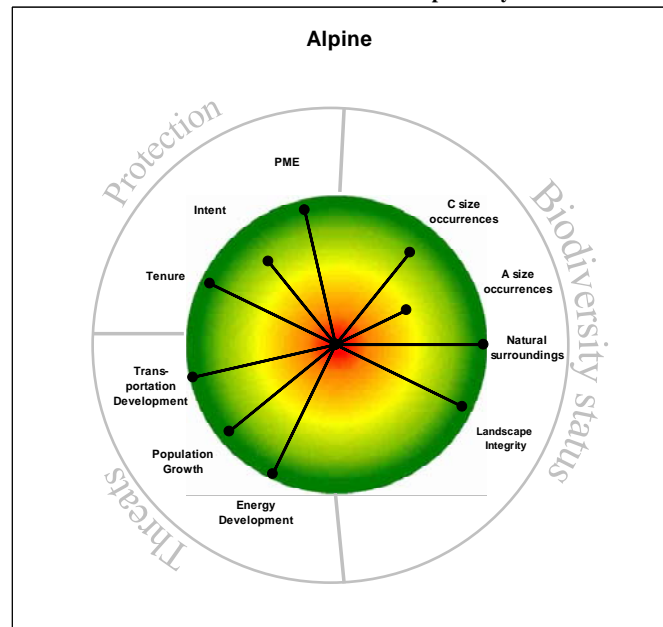 Alpine
Protection
Biodiversity status
Threats
PME
C size
occurrences
Intent
A size
occurrences
Tenure
Natural
surroundings
Trans-
portation
Development
Landscape
Integrity
Population
Growth
Energy
Development